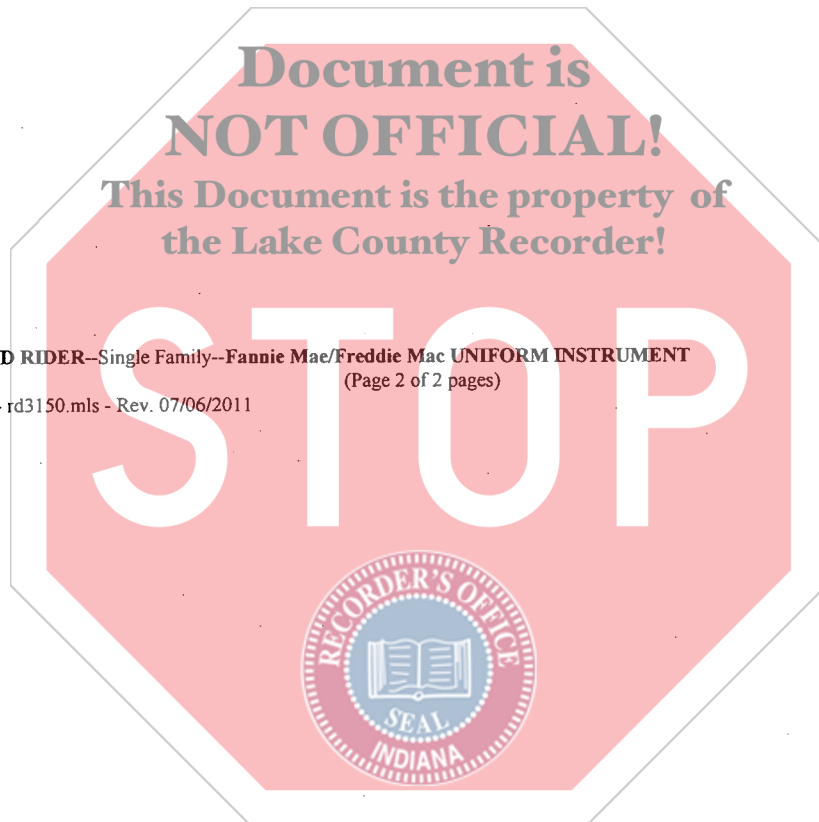 Document is
NOT OFFICIAL!
This Document is the property of
the Lake County Recorder!
D RIDER--Single Family--Fannie Mae/Freddie Mac UNIFORM INSTRUMENT
(Page 2 of 2 pages)
rd3150.mls - Rev. 07/06/2011
STOP
RECORDER'S OFFICE
SEAL
INDIANA